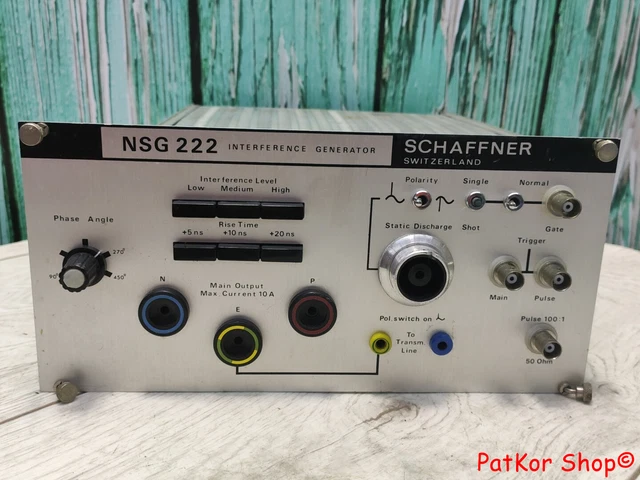 NSG 222 INTERFERENCE GENERATOR
SCHAFFNER
SWITZERLAND
Interference Level
Low Medium High
Rise Time
+5 ns +10 ns +20 ns
Phase Angle
90° 270° 450°
N
Main Output
Max. Current 10 A
P
E
Polarity
Single
Normal
Static Discharge
Shot
Gate
Trigger
Main
Pulse
Pol. switch on
To
Transm.
Line
Pulse 100:1
50 Ohm
PatKor Shop©